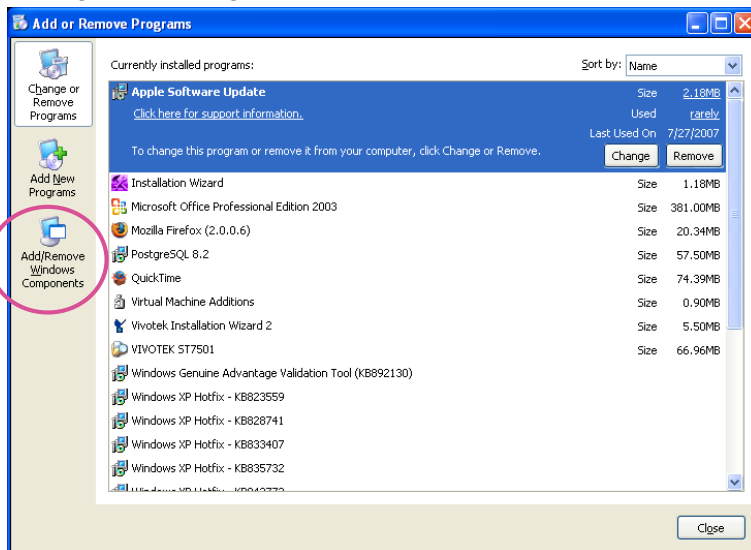 Add or Remove Programs
Change or
Remove
Programs
Add New
Programs
Add/Remove
Windows
Components
Currently installed programs:
Sort by: Name
Apple Software Update Size 2.18MB
Click here for support information. Used rarely
Last Used On 7/27/2007
To change this program or remove it from your computer, click Change or Remove. Change Remove
Installation Wizard Size 1.18MB
Microsoft Office Professional Edition 2003 Size 381.00MB
Mozilla Firefox (2.0.0.6) Size 20.34MB
PostgreSQL 8.2 Size 57.50MB
QuickTime Size 74.39MB
Virtual Machine Additions Size 0.90MB
Vivotek Installation Wizard 2 Size 5.50MB
VIVOTEK ST7501 Size 66.96MB
Windows Genuine Advantage Validation Tool (KB892130)
Windows XP Hotfix - KB823559
Windows XP Hotfix - KB828741
Windows XP Hotfix - KB833407
Windows XP Hotfix - KB835732
Close